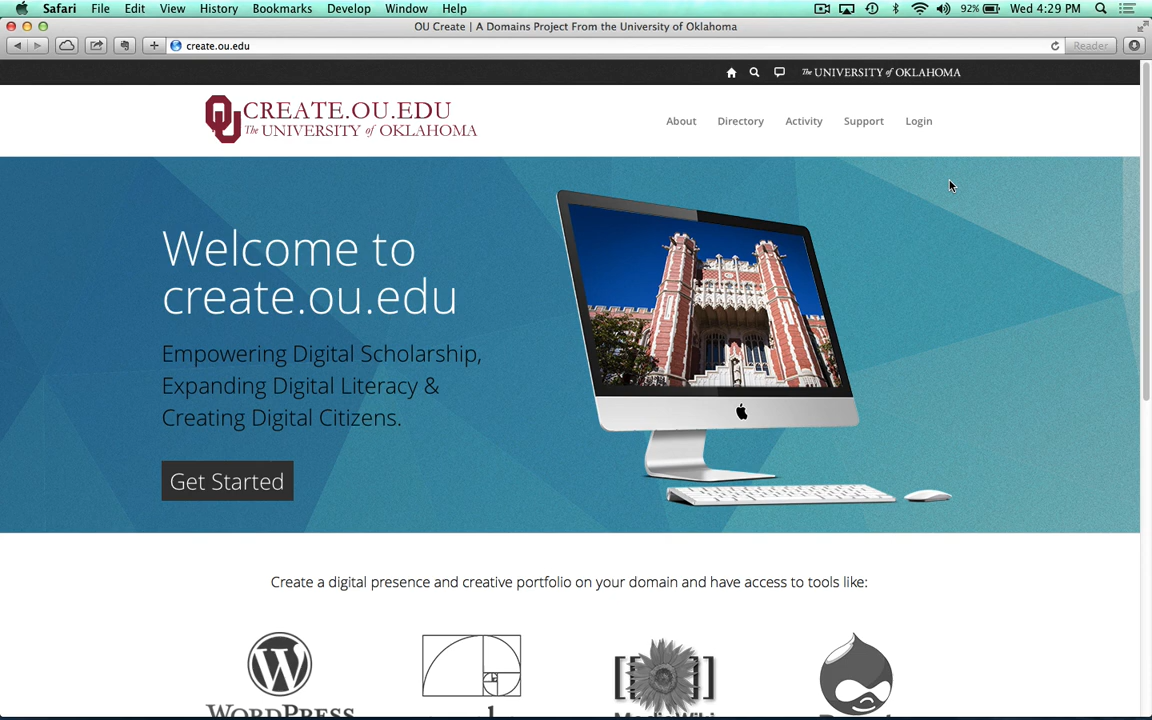 Safari File Edit View History Bookmarks Develop Window Help 92% Wed 4:29 PM
OU Create | A Domains Project From the University of Oklahoma
create.ou.edu Reader
The UNIVERSITY of OKLAHOMA
CREATE.OU.EDU
The UNIVERSITY of OKLAHOMA
About Directory Activity Support Login
Welcome to
create.ou.edu
Empowering Digital Scholarship,
Expanding Digital Literacy &
Creating Digital Citizens.
Get Started
Create a digital presence and creative portfolio on your domain and have access to tools like:
WORDPRESS MediaWiki